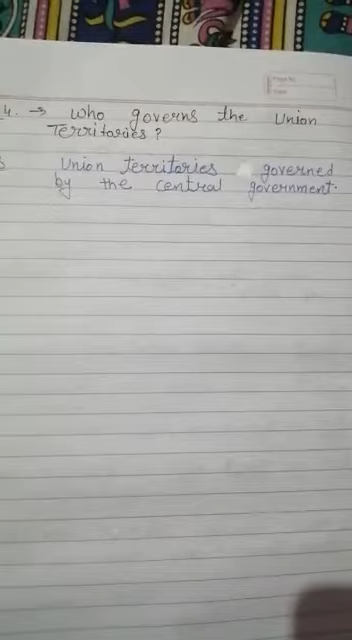 4. → Who governs the Union
Territories?
Union territories governed
by the central government.